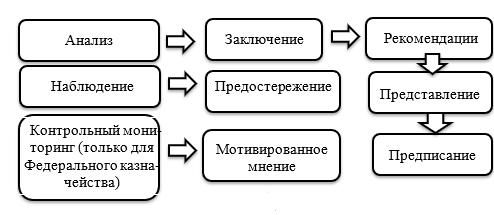 Анализ
Заключение
Рекомендации
Наблюдение
Предостережение
Представление
Контрольный мони-
торинг (только для
Федерального казна-
чейства)
Мотивированное
мнение
Предписание